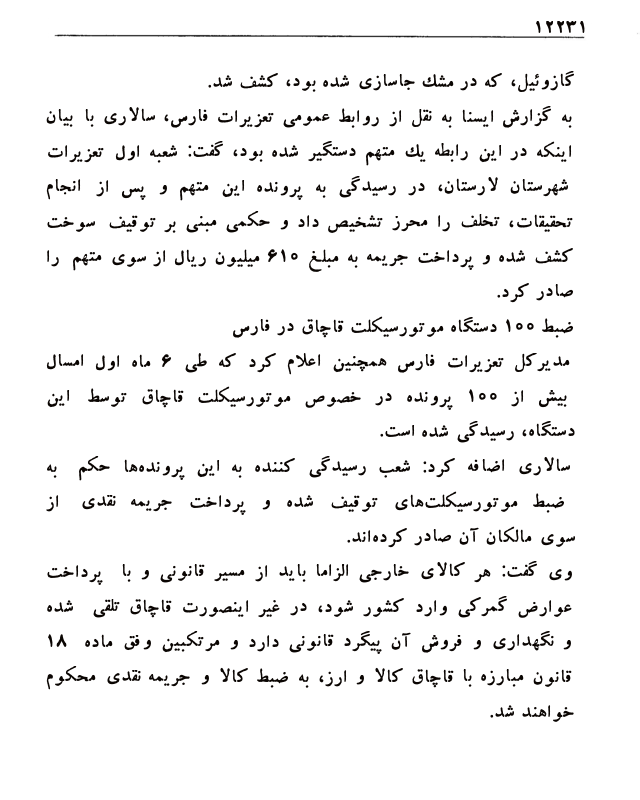 ۱۲۲۳۱
گازوئیل، که در مشك جاسازی شده بود، کشف شد.
به گزارش ایسنا به نقل از روابط عمومی تعزیرات فارس، سالاری با بیان
اینکه در این رابطه يك متهم دستگیر شده بود، گفت: شعبه اول تعزیرات
شهرستان لارستان، در رسیدگی به پرونده این متهم و پس از انجام
تحقیقات، تخلف را محرز تشخیص داد و حکمی مبنی بر توقیف سوخت
کشف شده و پرداخت جریمه به مبلغ ۶۱۰ میلیون ریال از سوی متهم را
صادر کرد.
ضبط ۱۰۰ دستگاه موتورسیکلت قاچاق در فارس
مدیرکل تعزیرات فارس همچنین اعلام کرد که طی ۶ ماه اول امسال
بیش از ۱۰۰ پرونده در خصوص موتورسیکلت قاچاق توسط این
دستگاه، رسیدگی شده است.
سالاری اضافه کرد: شعب رسیدگی کننده به این پرونده‌ها حکم به
ضبط موتورسیکلت‌های توقیف شده و پرداخت جریمه نقدی از
سوی مالکان آن صادر کرده‌اند.
وی گفت: هر کالای خارجی الزاما باید از مسیر قانونی و با پرداخت
عوارض گمرکی وارد کشور شود، در غیر اینصورت قاچاق تلقی شده
و نگهداری و فروش آن پیگرد قانونی دارد و مرتکبین وفق ماده ۱۸
قانون مبارزه با قاچاق کالا و ارز، به ضبط کالا و جریمه نقدی محکوم
خواهند شد.